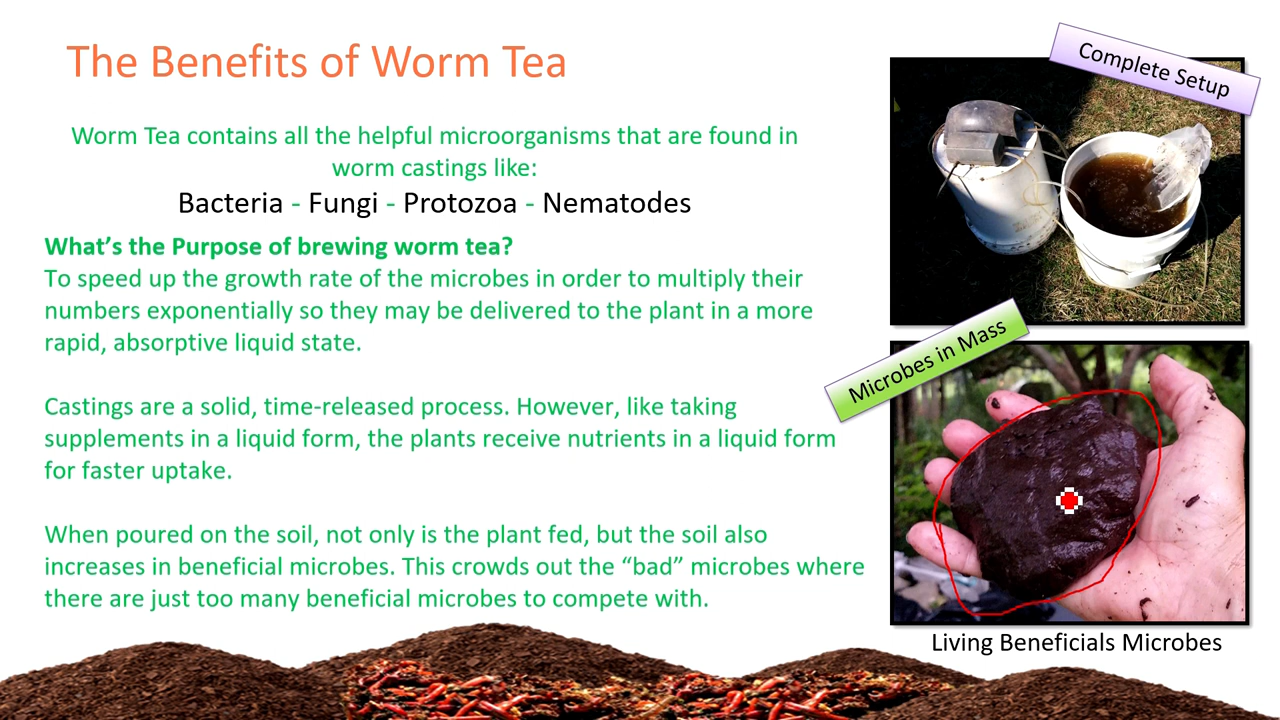 The Benefits of Worm Tea
Complete Setup
Worm Tea contains all the helpful microorganisms that are found in
worm castings like:
Bacteria - Fungi - Protozoa - Nematodes
What’s the Purpose of brewing worm tea?
To speed up the growth rate of the microbes in order to multiply their
numbers exponentially so they may be delivered to the plant in a more
rapid, absorptive liquid state.
Microbes in Mass
Castings are a solid, time-released process. However, like taking
supplements in a liquid form, the plants receive nutrients in a liquid form
for faster uptake.
When poured on the soil, not only is the plant fed, but the soil also
increases in beneficial microbes. This crowds out the “bad” microbes where
there are just too many beneficial microbes to compete with.
Living Beneficials Microbes